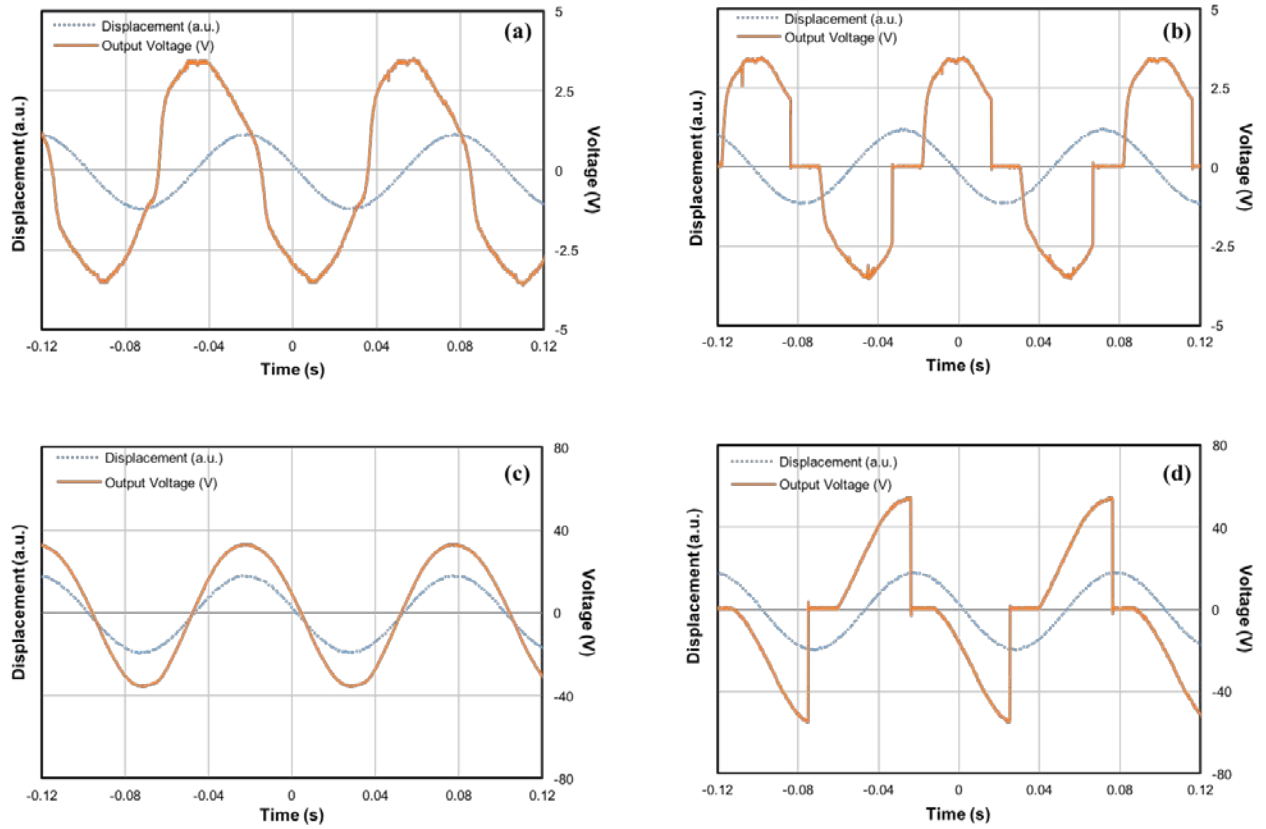 Displacement (a.u.)
Output Voltage (V)
(a)
5
2.5
0
-2.5
-5
Displacement (a.u.)
Voltage (V)
-0.12 -0.08 -0.04 0 0.04 0.08 0.12
Time (s)
Displacement (a.u.)
Output Voltage (V)
(b)
5
2.5
0
-2.5
-5
Displacement (a.u.)
Voltage (V)
-0.12 -0.08 -0.04 0 0.04 0.08 0.12
Time (s)
Displacement (a.u.)
Output Voltage (V)
(c)
80
40
0
-40
-80
Displacement (a.u.)
Voltage (V)
-0.12 -0.08 -0.04 0 0.04 0.08 0.12
Time (s)
Displacement (a.u.)
Output Voltage (V)
(d)
80
40
0
-40
-80
Displacement (a.u.)
Voltage (V)
-0.12 -0.08 -0.04 0 0.04 0.08 0.12
Time (s)